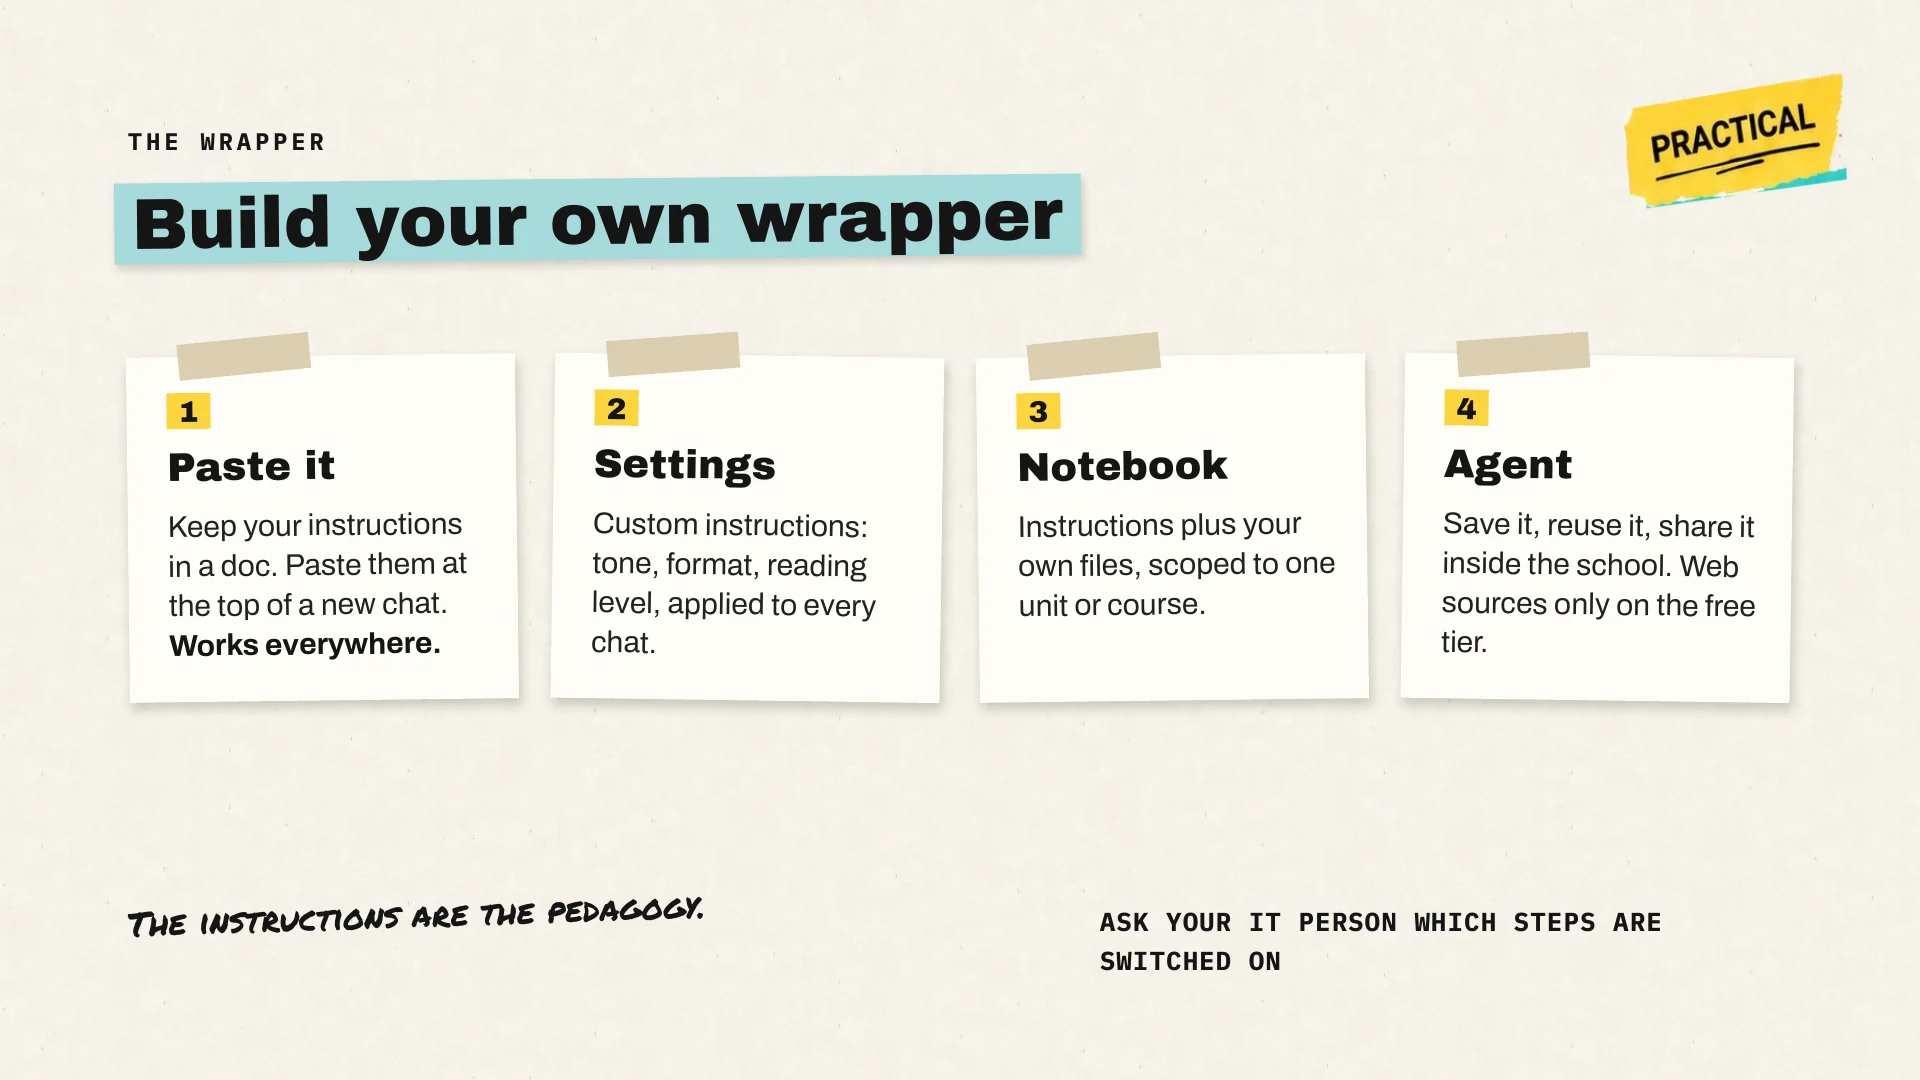 THE WRAPPER
PRACTICAL
Build your own wrapper
1
Paste it
Keep your instructions
in a doc. Paste them at
the top of a new chat.
Works everywhere.
2
Settings
Custom instructions:
tone, format, reading
level, applied to every
chat.
3
Notebook
Instructions plus your
own files, scoped to one
unit or course.
4
Agent
Save it, reuse it, share it
inside the school. Web
sources only on the free
tier.
THE INSTRUCTIONS ARE THE PEDAGOGY.
ASK YOUR IT PERSON WHICH STEPS ARE
SWITCHED ON